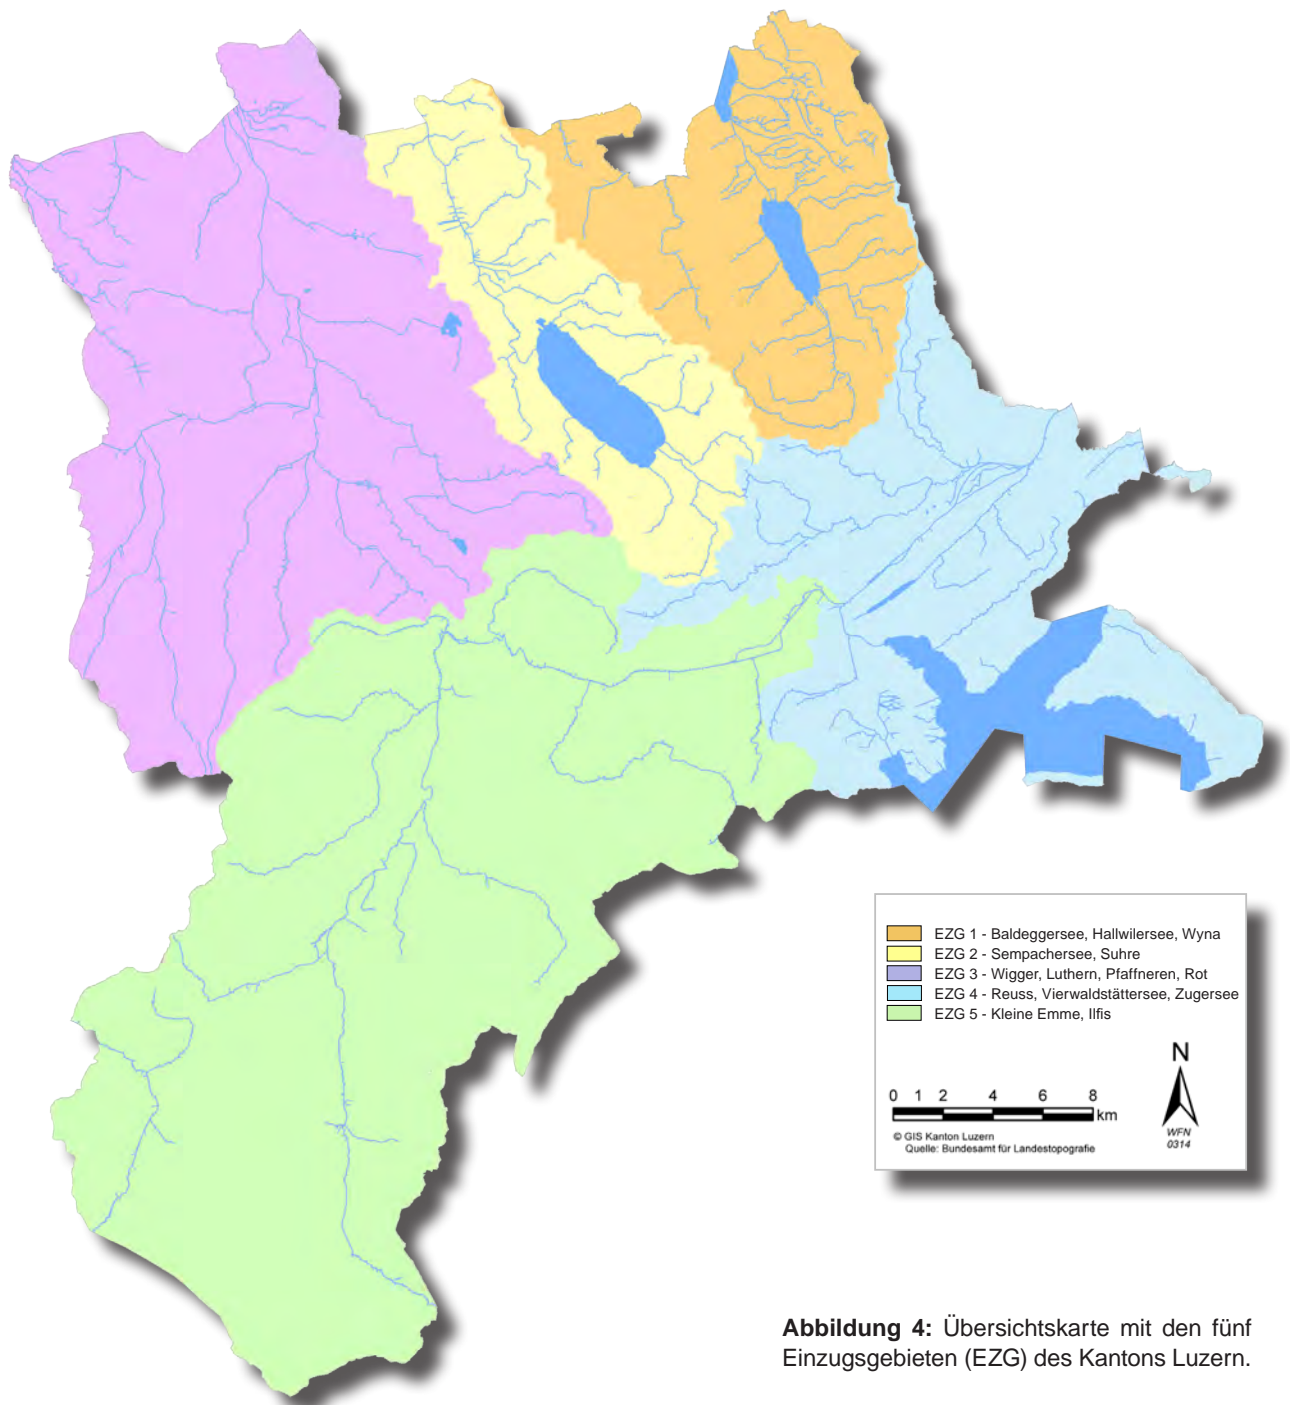 EZG 1 - Baldeggersee, Hallwilersee, Wyna
EZG 2 - Sempachersee, Suhre
EZG 3 - Wigger, Luthern, Pfaffneren, Rot
EZG 4 - Reuss, Vierwaldstättersee, Zugersee
EZG 5 - Kleine Emme, Ilfis
N
0 1 2 4 6 8
km
WFN
0314
© GIS Kanton Luzern
Quelle: Bundesamt für Landestopografie
Abbildung 4: Übersichtskarte mit den fünf
Einzugsgebieten (EZG) des Kantons Luzern.